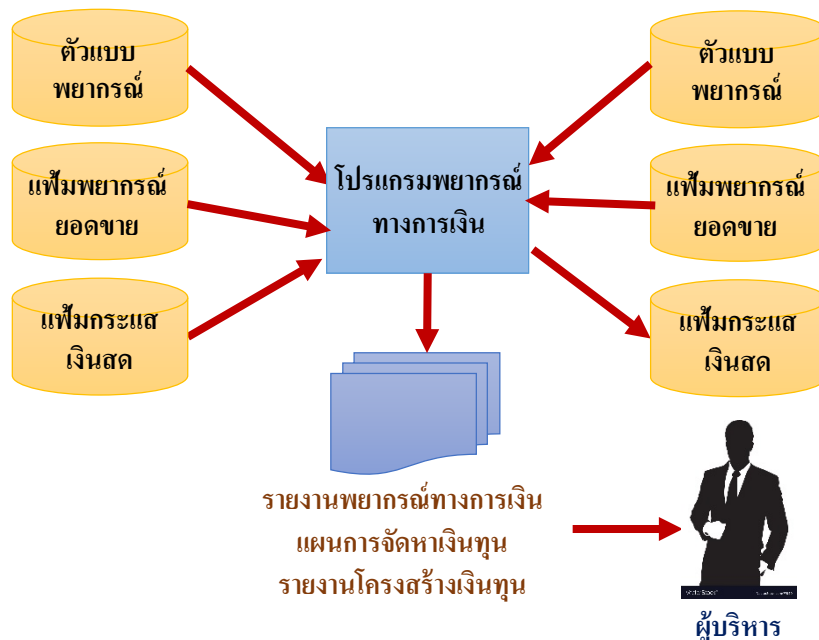 ตัวแบบ
พยากรณ์
แฟ้มพยากรณ์
ยอดขาย
แฟ้มกระแส
เงินสด
โปรแกรมพยากรณ์
ทางการเงิน
ตัวแบบ
พยากรณ์
แฟ้มพยากรณ์
ยอดขาย
แฟ้มกระแส
เงินสด
รายงานพยากรณ์ทางการเงิน
แผนการจัดหาเงินทุน
รายงานโครงสร้างเงินทุน
ผู้บริหาร